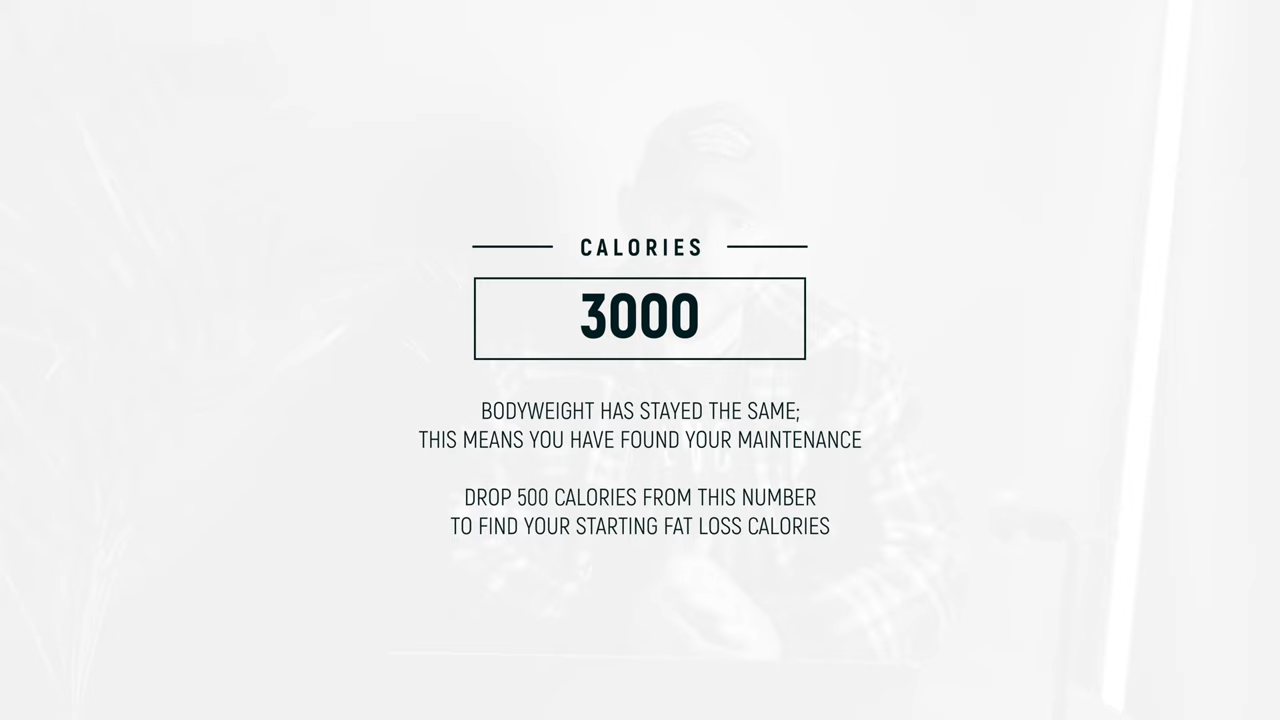 CALORIES
3000
BODYWEIGHT HAS STAYED THE SAME;
THIS MEANS YOU HAVE FOUND YOUR MAINTENANCE
DROP 500 CALORIES FROM THIS NUMBER
TO FIND YOUR STARTING FAT LOSS CALORIES